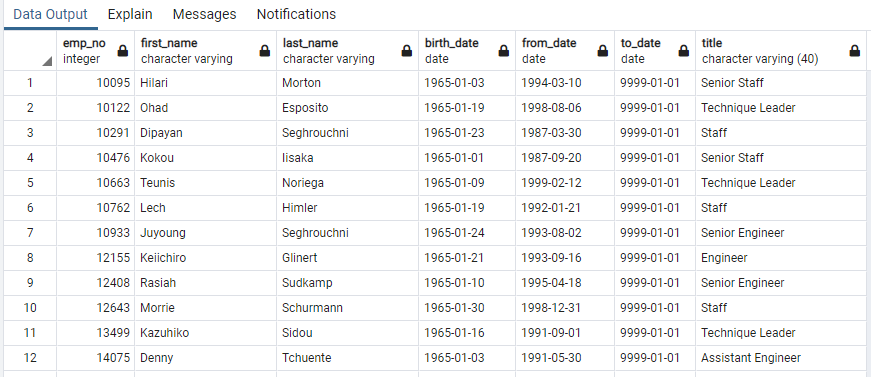 Data Output Explain Messages Notifications
emp_no first_name last_name birth_date from_date to_date title
integer character varying character varying date date date character varying (40)
1 10095 Hilari Morton 1965-01-03 1994-03-10 9999-01-01 Senior Staff
2 10122 Ohad Esposito 1965-01-19 1998-08-06 9999-01-01 Technique Leader
3 10291 Dipayan Seghrouchni 1965-01-23 1987-03-30 9999-01-01 Staff
4 10476 Kokou Iisaka 1965-01-01 1987-09-20 9999-01-01 Senior Staff
5 10663 Teunis Noriega 1965-01-09 1999-02-12 9999-01-01 Technique Leader
6 10762 Lech Himler 1965-01-19 1992-01-21 9999-01-01 Staff
7 10933 Juyoung Seghrouchni 1965-01-24 1993-08-02 9999-01-01 Senior Engineer
8 12155 Keiichiro Glinert 1965-01-21 1993-09-16 9999-01-01 Engineer
9 12408 Rasiah Sudkamp 1965-01-10 1995-04-18 9999-01-01 Senior Engineer
10 12643 Morrie Schurmann 1965-01-30 1998-12-31 9999-01-01 Staff
11 13499 Kazuhiko Sidou 1965-01-16 1991-09-01 9999-01-01 Technique Leader
12 14075 Denny Tchuente 1965-01-03 1991-05-30 9999-01-01 Assistant Engineer